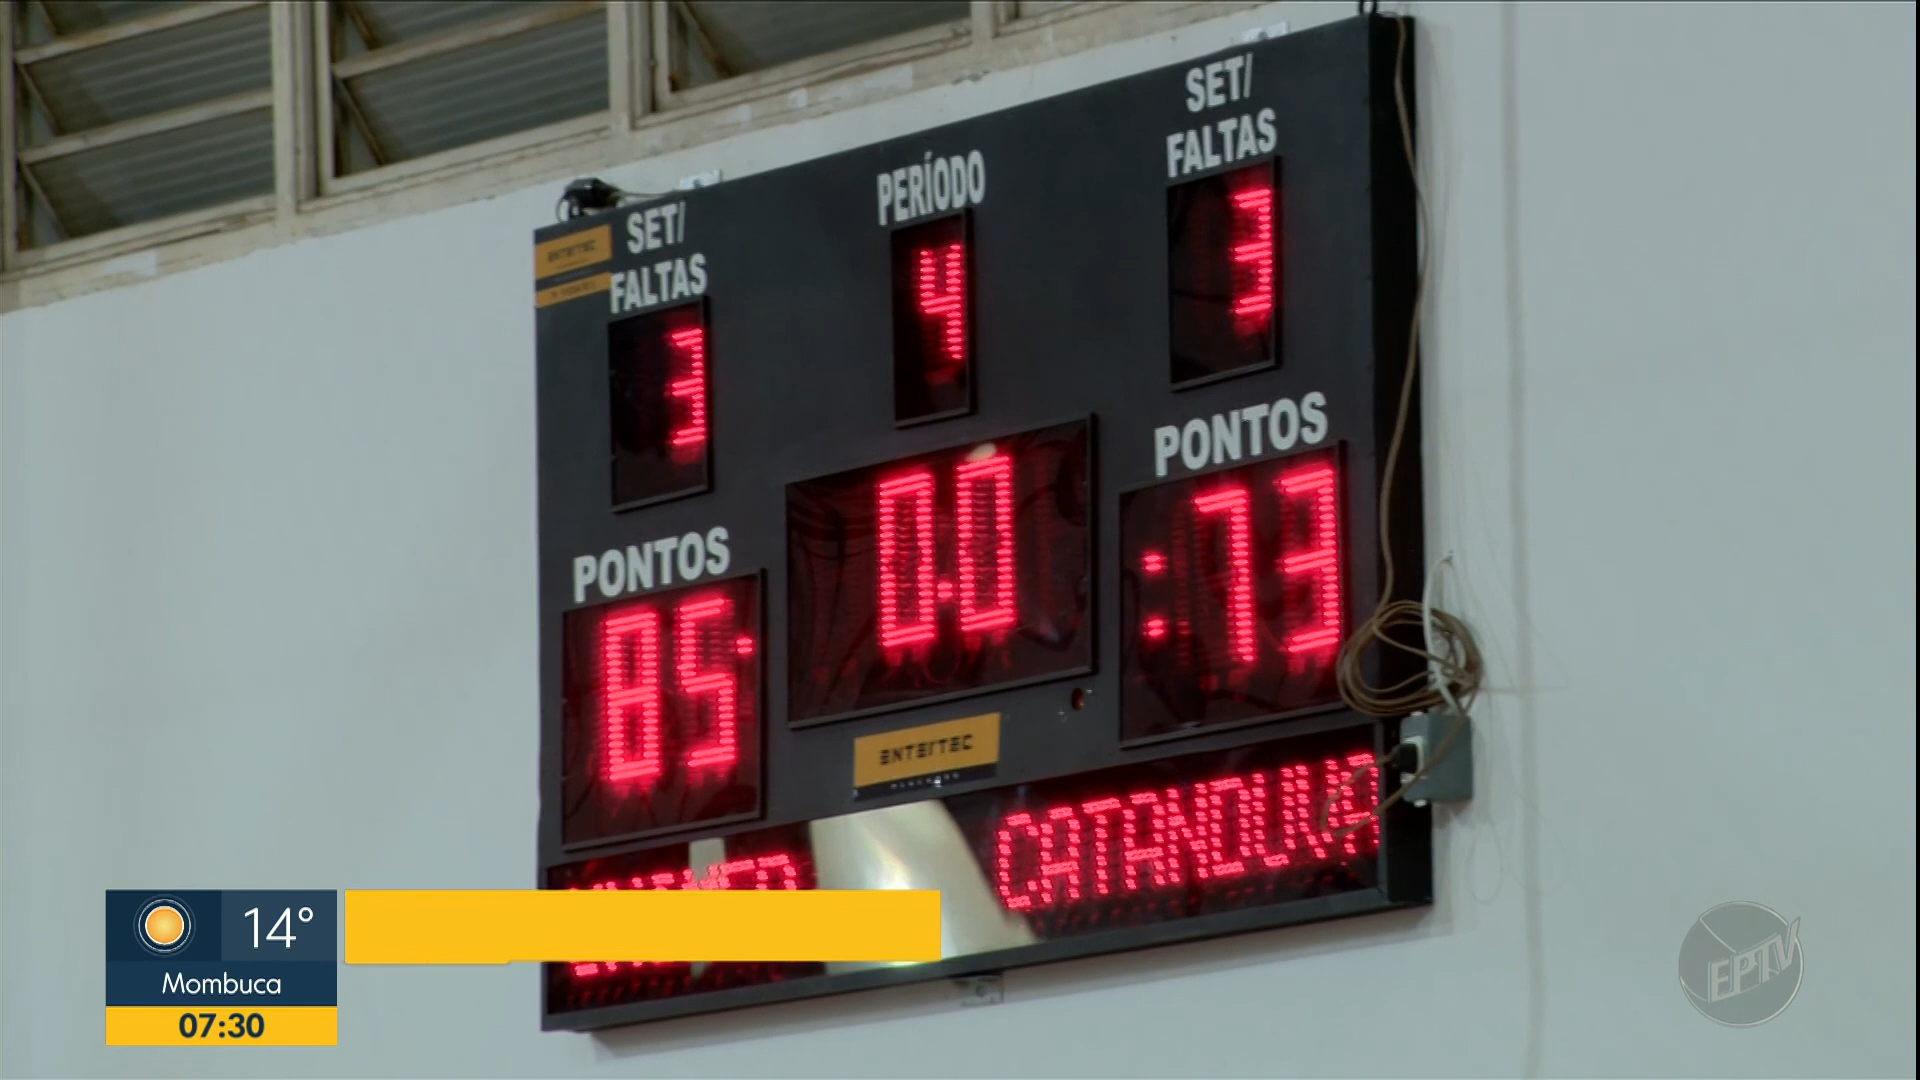 SET/
FALTAS
3
PERÍODO
4
SET/
FALTAS
3
PONTOS
85
0.0
PONTOS
:73
ENTERTEC
ENTERTEC
CATANDUVA
14°
Mombuca
07:30
EPTV